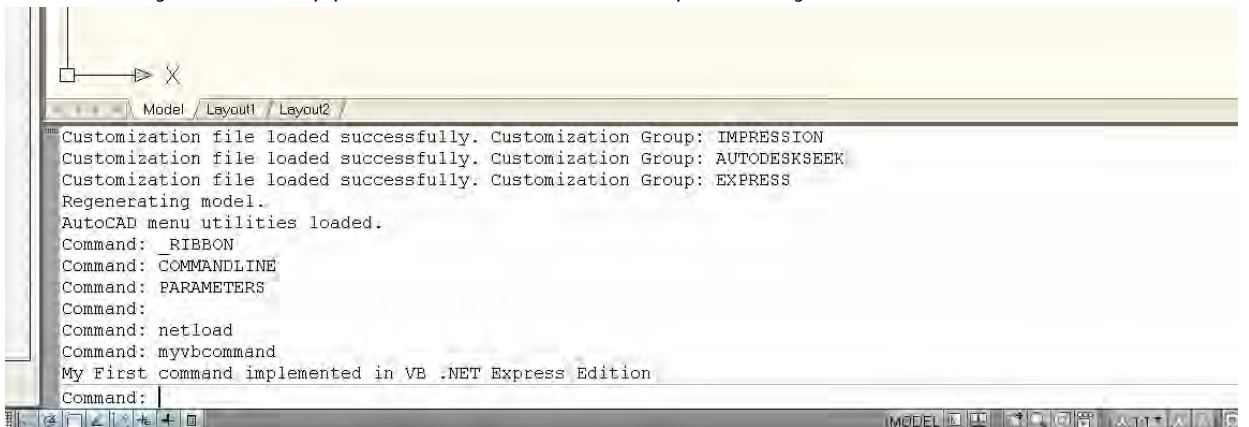 X
Model / Layout1 / Layout2 /
Customization file loaded successfully. Customization Group: IMPRESSION
Customization file loaded successfully. Customization Group: AUTODESKSEEK
Customization file loaded successfully. Customization Group: EXPRESS
Regenerating model.
AutoCAD menu utilities loaded.
Command: _RIBBON
Command: COMMANDLINE
Command: PARAMETERS
Command:
Command: netload
Command: myvbcommand
My First command implemented in VB .NET Express Edition
Command:
MODEL 1:1